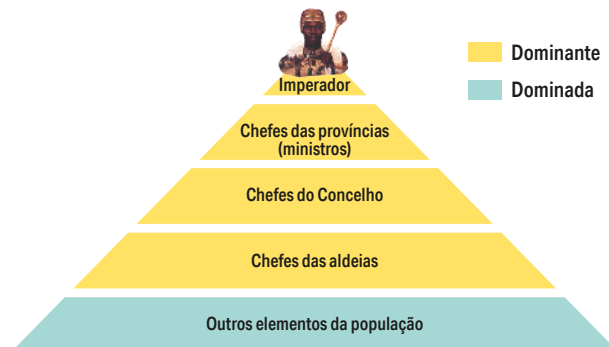 Imperador
Chefes das províncias
(ministros)
Chefes do Concelho
Chefes das aldeias
Outros elementos da população
Dominante
Dominada